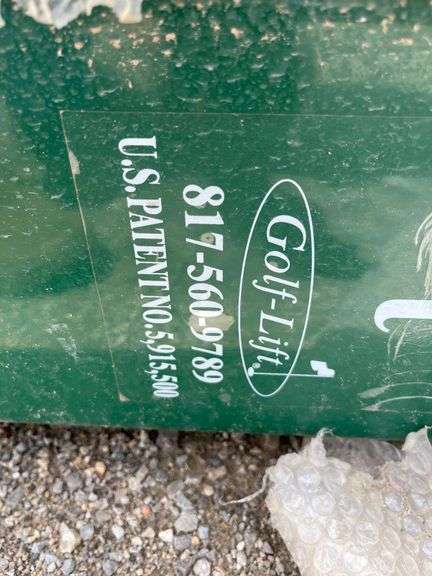 Golf-Lift
817-560-9789
U.S. PATENT NO. 5,915,500